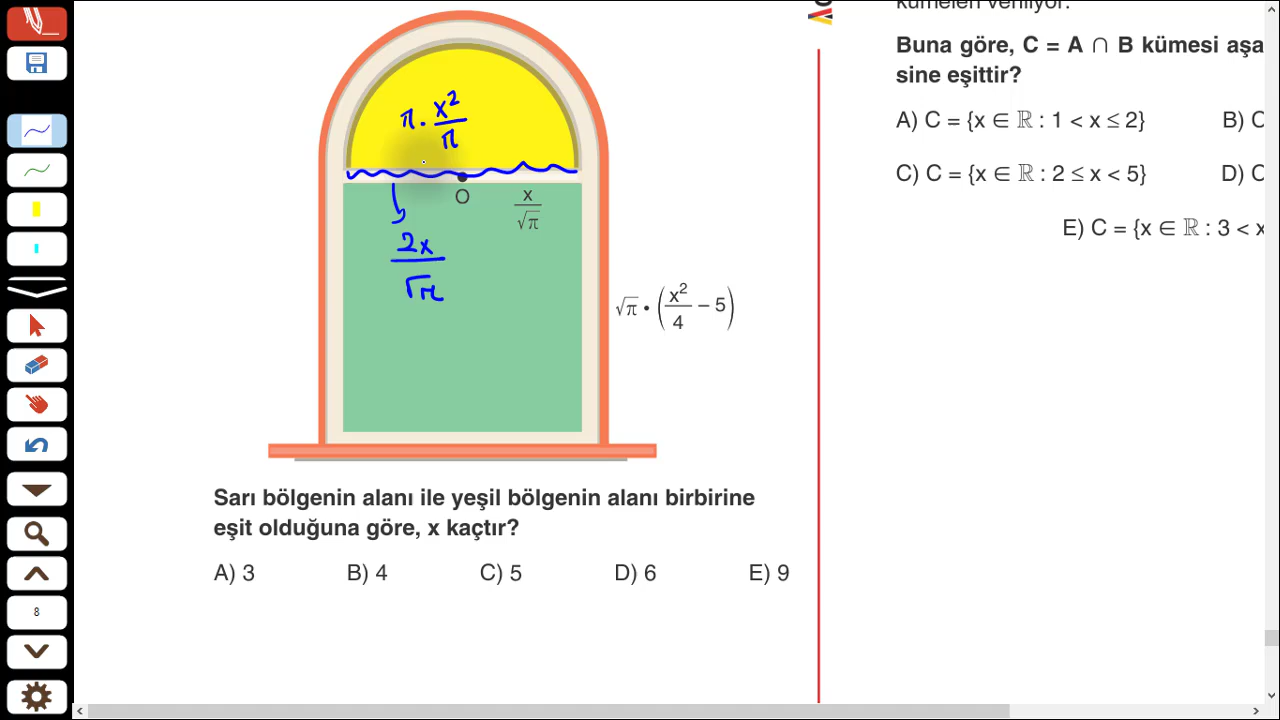 π · x²/π
O
x/√π
2x/√π
√π • (x²/4 − 5)
Sarı bölgenin alanı ile yeşil bölgenin alanı birbirine
eşit olduğuna göre, x kaçtır?
A) 3 B) 4 C) 5 D) 6 E) 9
kümeleri veriliyor.
Buna göre, C = A ∩ B kümesi aşa
sine eşittir?
A) C = {x ∈ ℝ : 1 < x ≤ 2} B) C
C) C = {x ∈ ℝ : 2 ≤ x < 5} D) C
E) C = {x ∈ ℝ : 3 < x
8